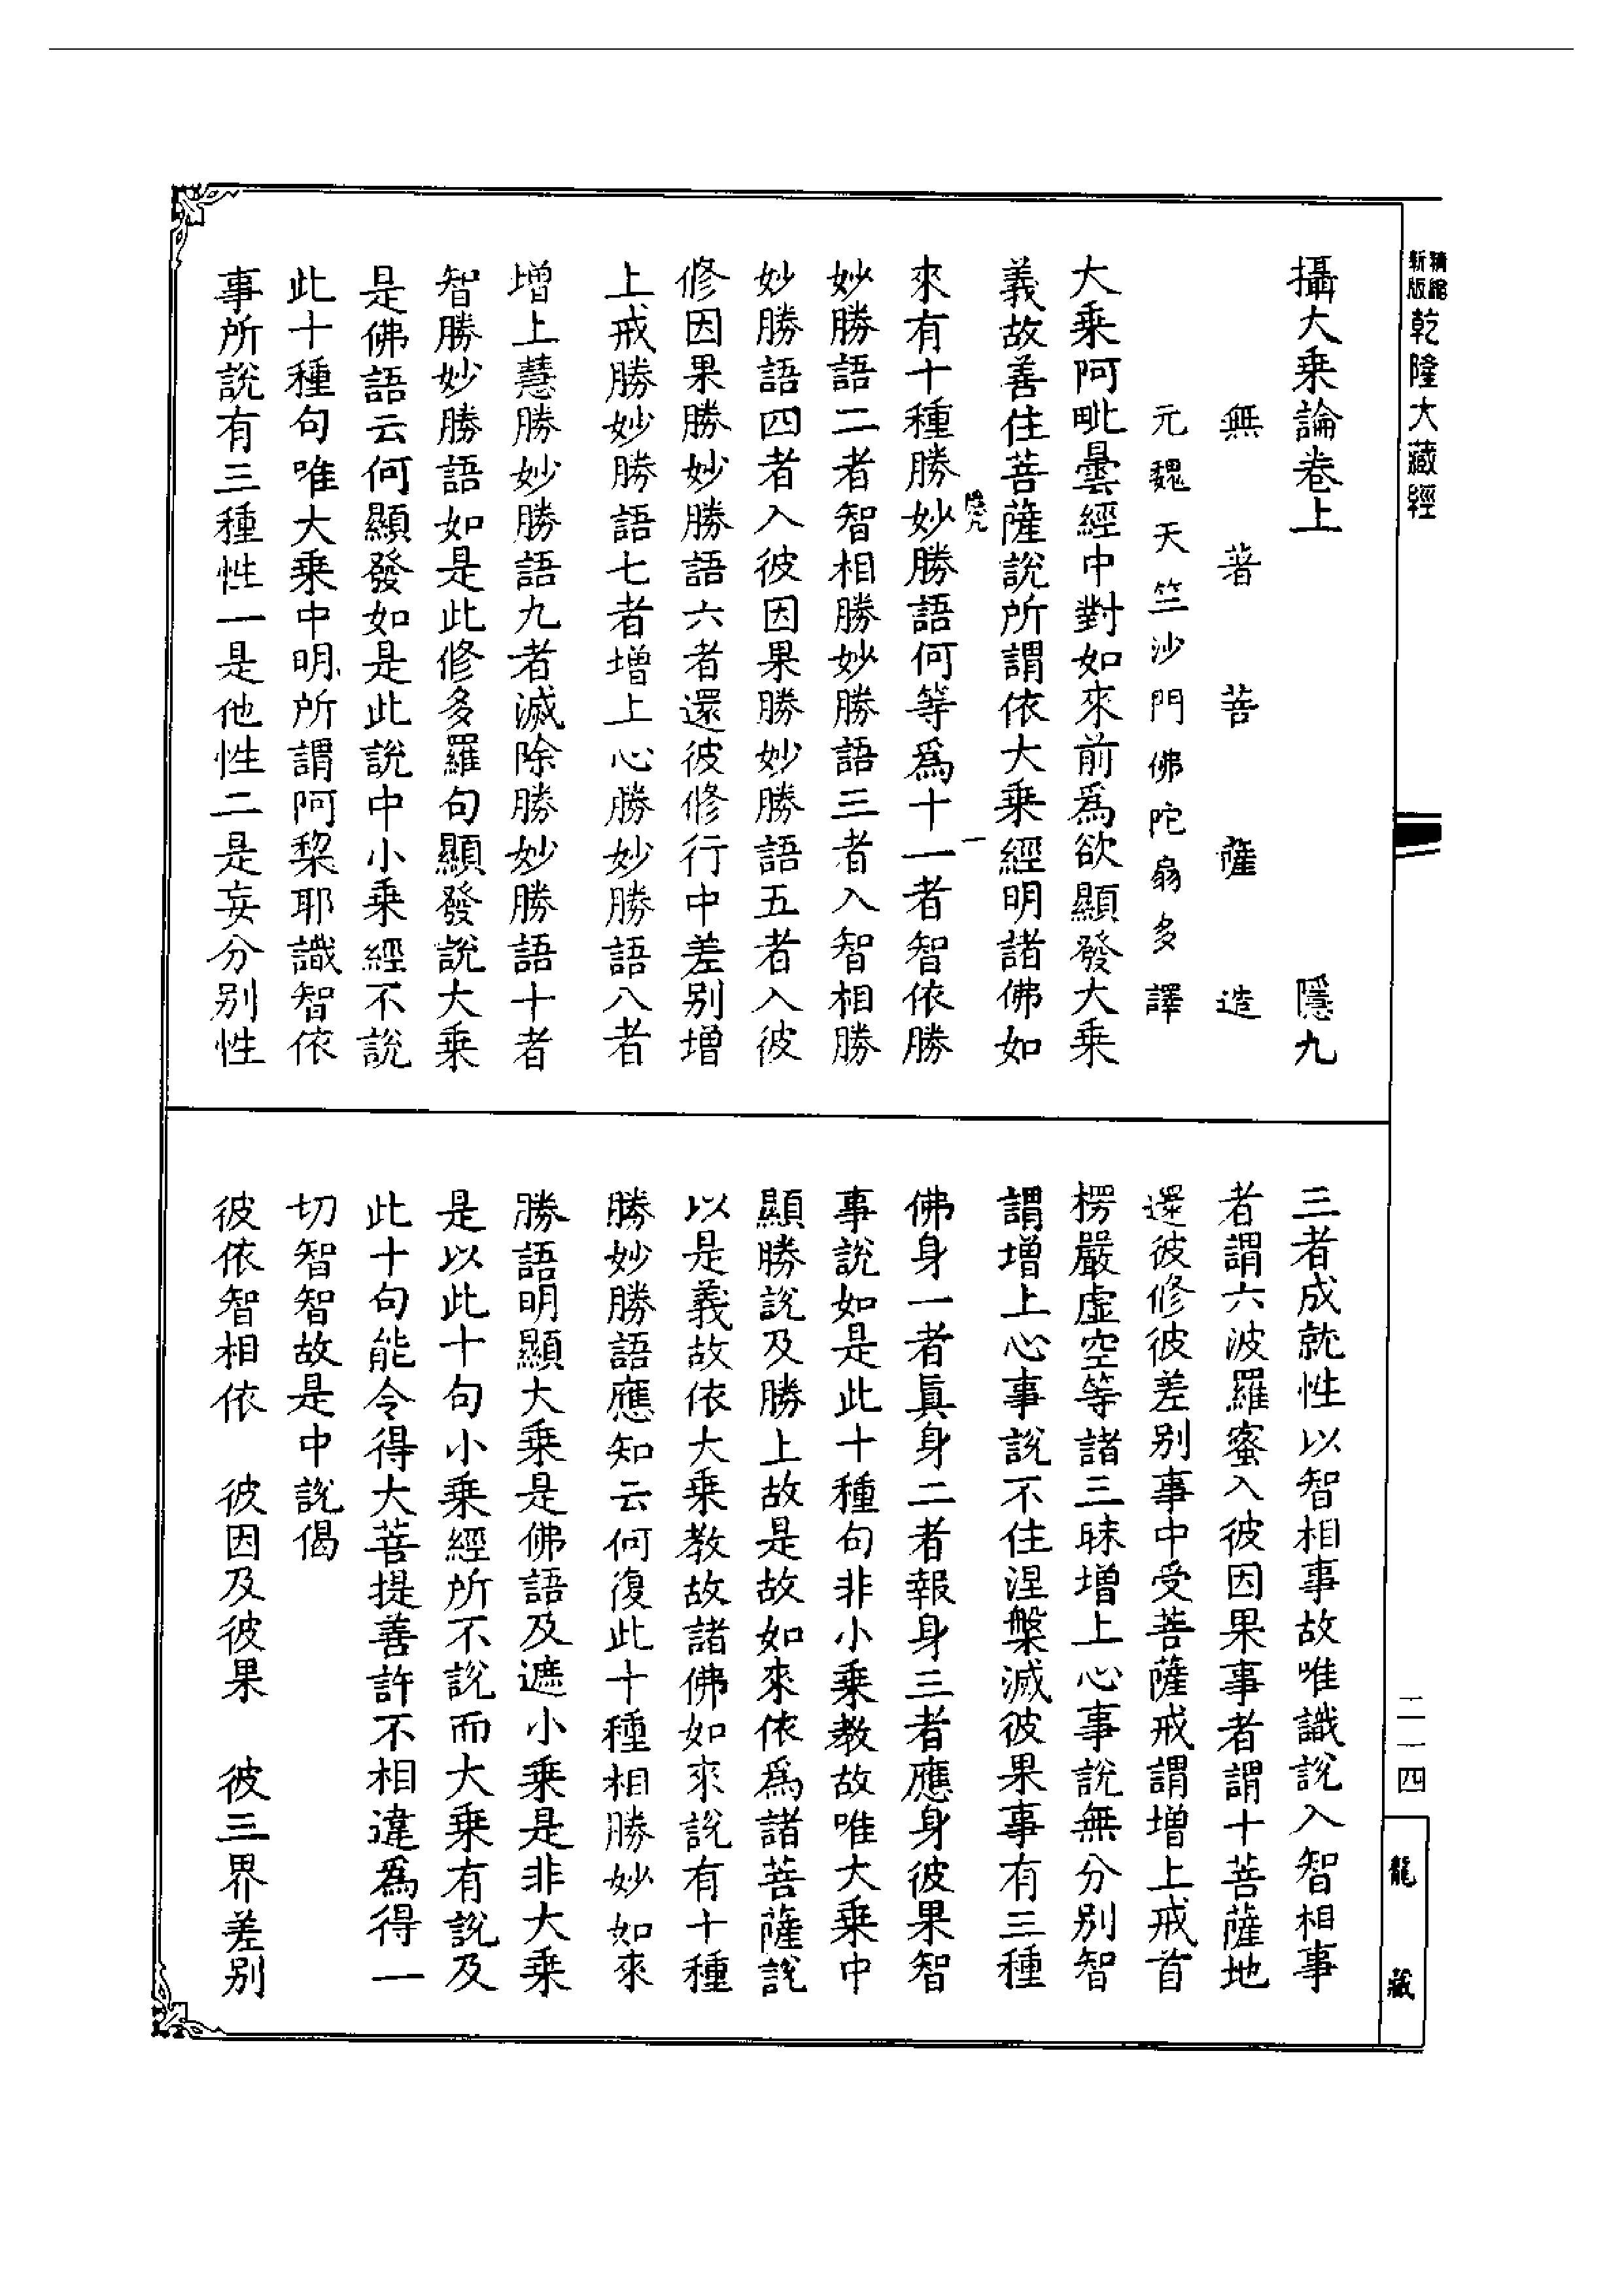 精縮新版乾隆大藏經
攝大乘論卷上 隱九
無著菩薩造
元魏天竺沙門佛陀扇多譯
大乘阿毗曇經中對如來前為欲顯發大乘
義故善住菩薩說所謂依大乘經明諸佛如
隱九 一
來有十種勝妙勝語何等為十一者智依勝
妙勝語二者智相勝妙勝語三者入智相勝
妙勝語四者入彼因果勝妙勝語五者入彼
修因果勝妙勝語六者還彼修行中差別增
上戒勝妙勝語七者增上心勝妙勝語八者
增上慧勝妙勝語九者滅除勝妙勝語十者
智勝妙勝語如是此修多羅句顯發說大乘
是佛語云何顯發如是此說中小乘經不說
此十種句唯大乘中明所謂阿棃耶識智依
事所說有三種性一是他性二是妄分別性
三者成就性以智相事故唯識說入智相事
者謂六波羅蜜入彼因果事者謂十菩薩地
還彼修彼差別事中受菩薩戒謂增上戒首
楞嚴虛空等諸三昧增上心事說無分別智
謂增上心事說不住涅槃滅彼果事有三種
佛身一者真身二者報身三者應身彼果智
事說如是此十種句非小乘教故唯大乘中
顯勝說及勝上故是故如來依為諸菩薩說
以是義故依大乘教故諸佛如來說有十種
勝妙勝語應知云何復此十種相勝妙如來
勝語明顯大乘是佛語及遮小乘是非大乘
是以此十句小乘經所不說而大乘有說及
此十句能令得大菩提善許不相違為得一
切智智故是中說偈
彼依智相依 彼因及彼果 彼三界差別
二一四
龍藏